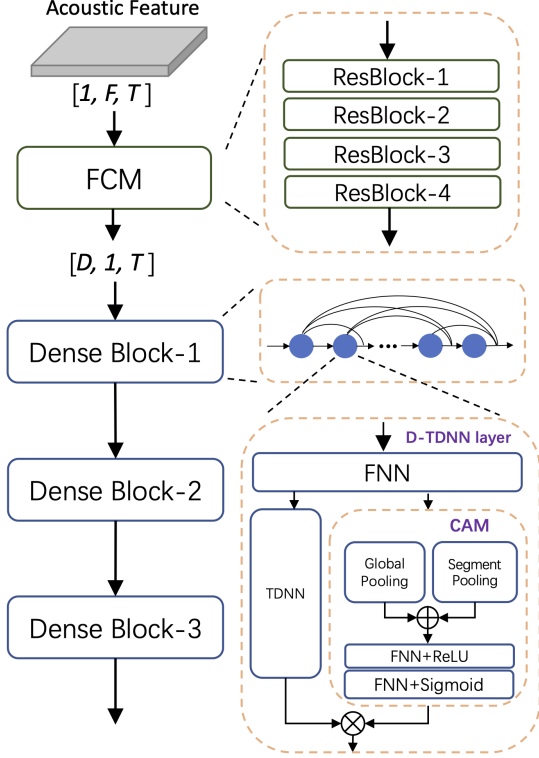 Acoustic Feature
[1, F, T]
FCM
[D, 1, T]
Dense Block-1
Dense Block-2
Dense Block-3
ResBlock-1
ResBlock-2
ResBlock-3
ResBlock-4
D-TDNN layer
FNN
TDNN
CAM
Global
Pooling
Segment
Pooling
FNN+ReLU
FNN+Sigmoid